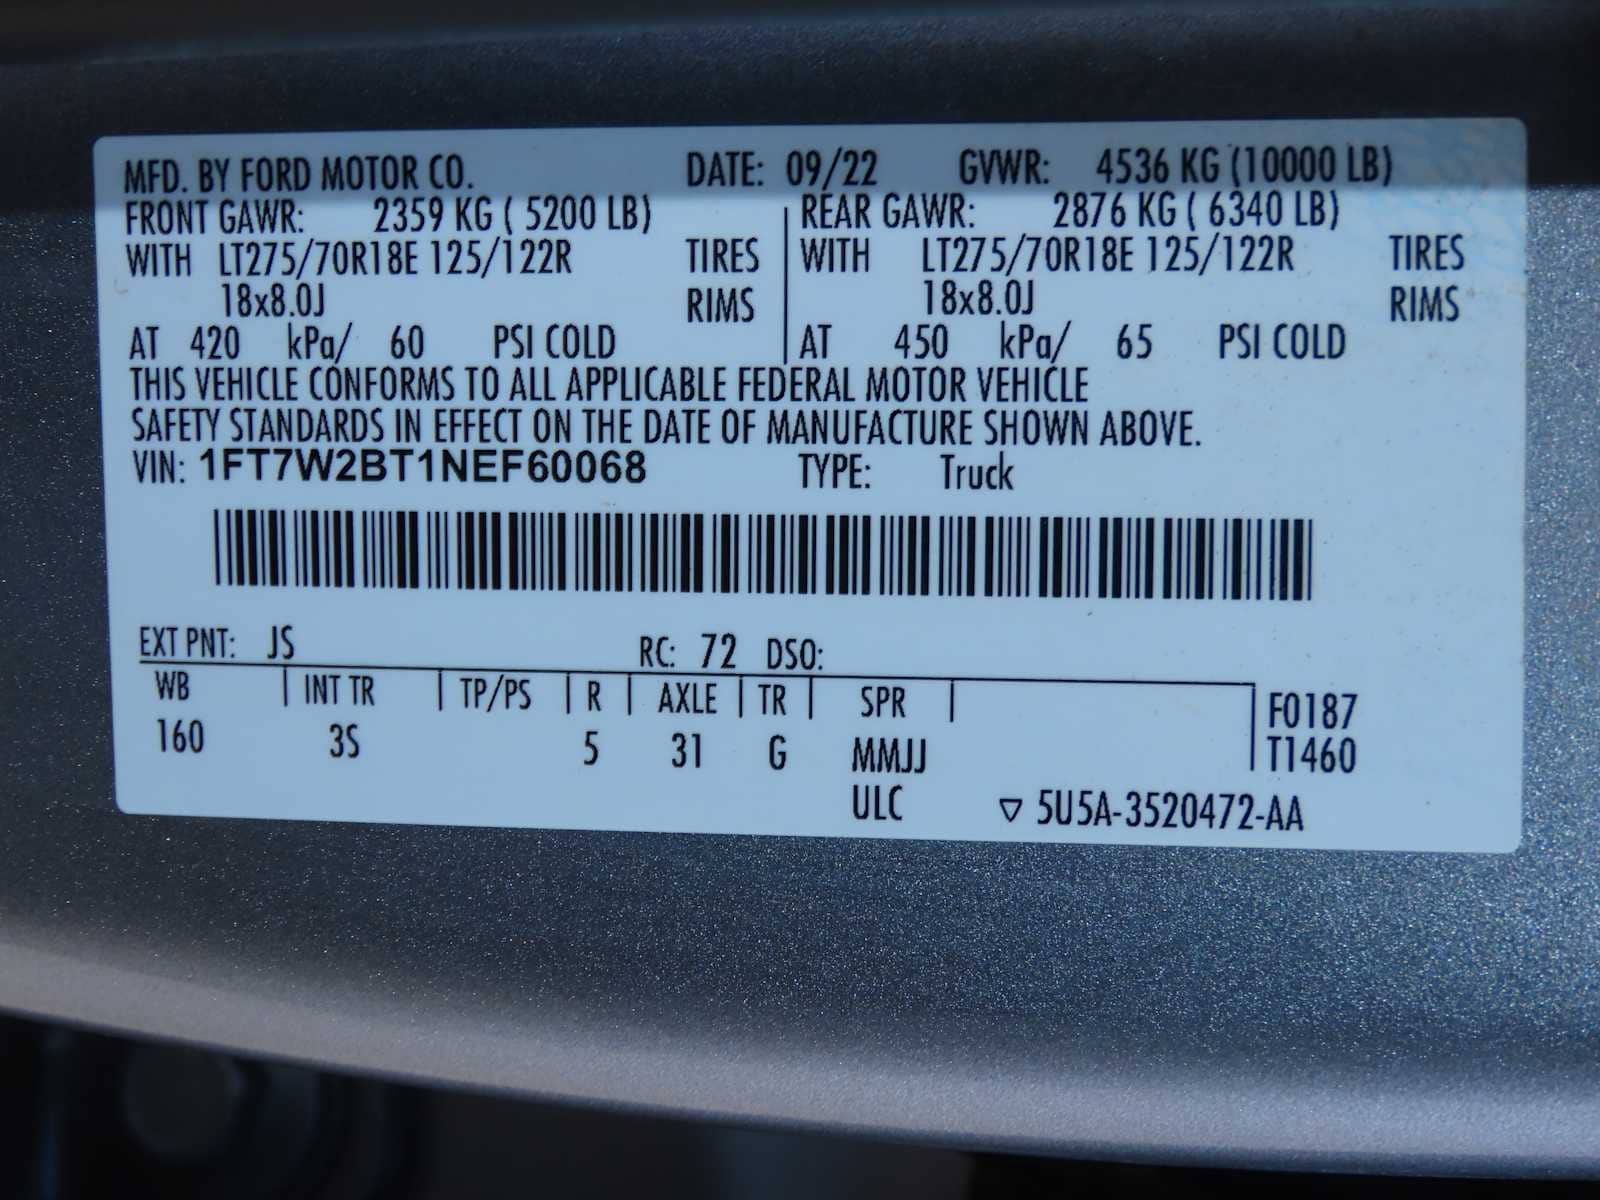 MFD. BY FORD MOTOR CO. DATE: 09/22 GVWR: 4536 KG (10000 LB)
FRONT GAWR: 2359 KG ( 5200 LB) REAR GAWR: 2876 KG ( 6340 LB)
WITH LT275/70R18E 125/122R TIRES WITH LT275/70R18E 125/122R TIRES
18x8.0J RIMS 18x8.0J RIMS
AT 420 kPa/ 60 PSI COLD AT 450 kPa/ 65 PSI COLD
THIS VEHICLE CONFORMS TO ALL APPLICABLE FEDERAL MOTOR VEHICLE
SAFETY STANDARDS IN EFFECT ON THE DATE OF MANUFACTURE SHOWN ABOVE.
VIN: 1FT7W2BT1NEF60068 TYPE: Truck
EXT PNT: JS RC: 72 DSO:
WB | INT TR | TP/PS | R | AXLE | TR | SPR | F0187
160 3S 5 31 G MMJJ T1460
ULC ▽ 5U5A-3520472-AA